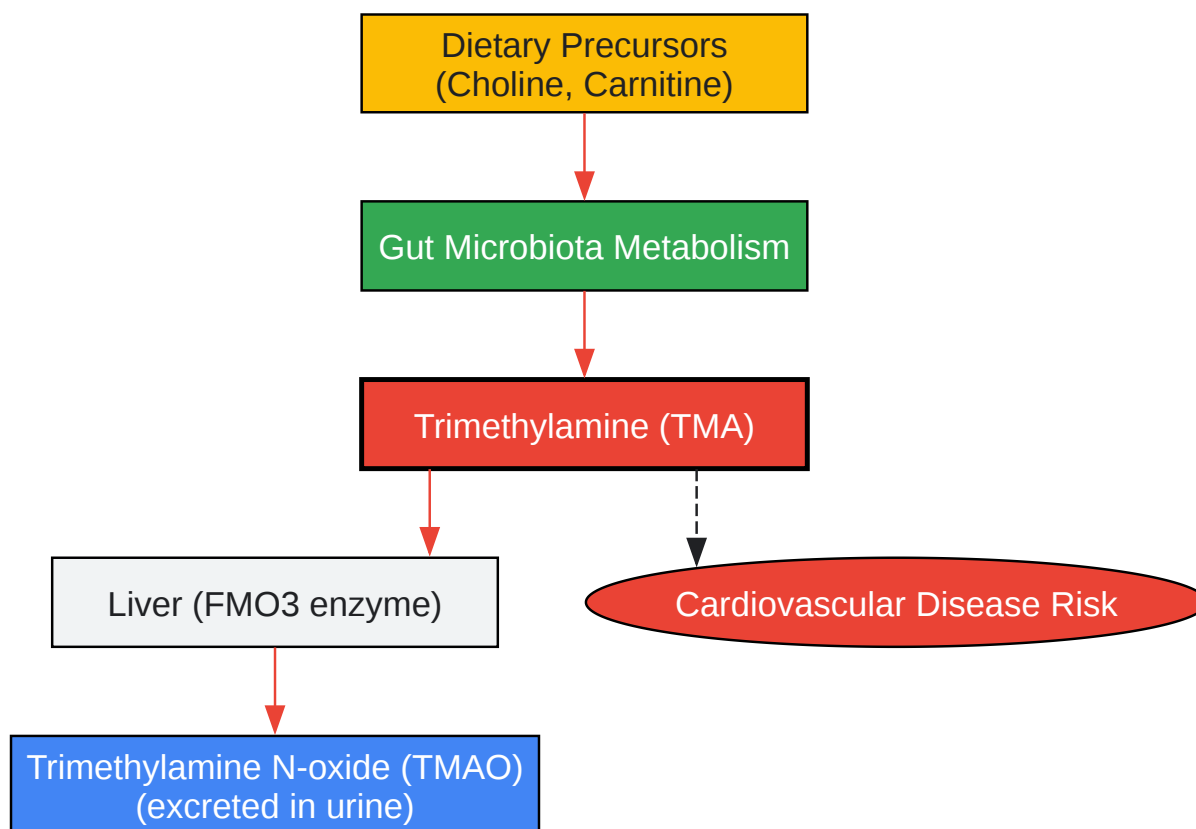 Dietary Precursors
(Choline, Carnitine)
Gut Microbiota Metabolism
Trimethylamine (TMA)
Liver (FMO3 enzyme)
Cardiovascular Disease Risk
Trimethylamine N-oxide (TMAO)
(excreted in urine)